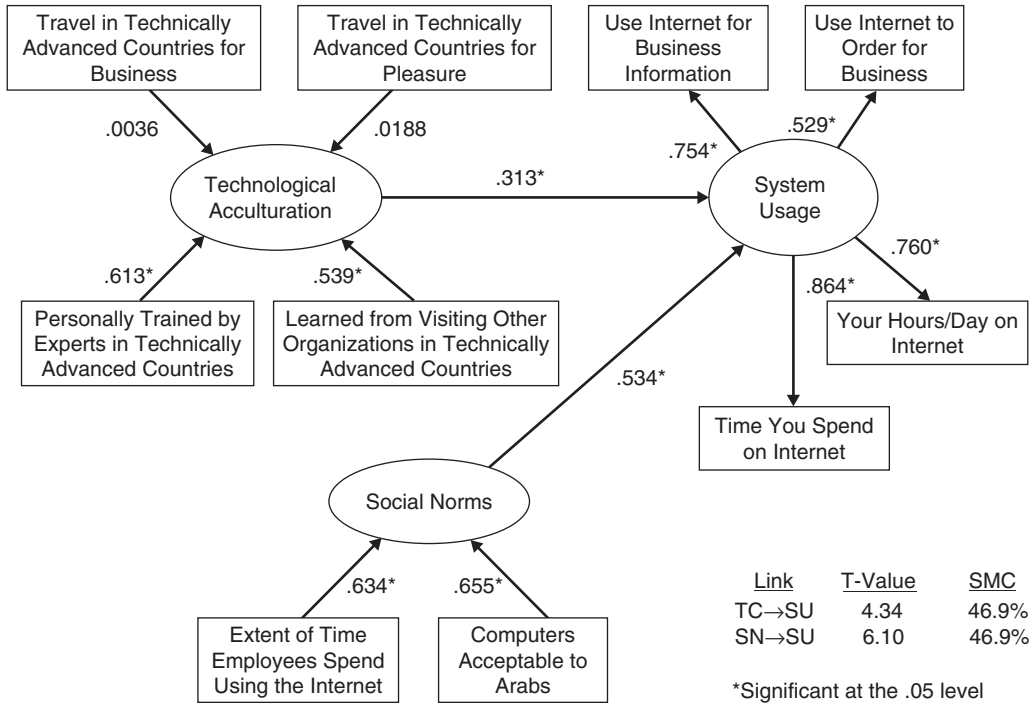 Travel in Technically
Advanced Countries for
Business
Travel in Technically
Advanced Countries for
Pleasure
Use Internet for
Business
Information
Use Internet to
Order for
Business
.0036
.0188
.754*
.529*
Technological
Acculturation
.313*
System
Usage
.613*
.539*
.760*
.864*
Personally Trained by
Experts in Technically
Advanced Countries
Learned from Visiting Other
Organizations in Technically
Advanced Countries
Your Hours/Day on
Internet
.534*
Time You Spend
on Internet
Social Norms
.634*
.655*
Extent of Time
Employees Spend
Using the Internet
Computers
Acceptable to
Arabs
Link T-Value SMC
TC→SU 4.34 46.9%
SN→SU 6.10 46.9%
*Significant at the .05 level